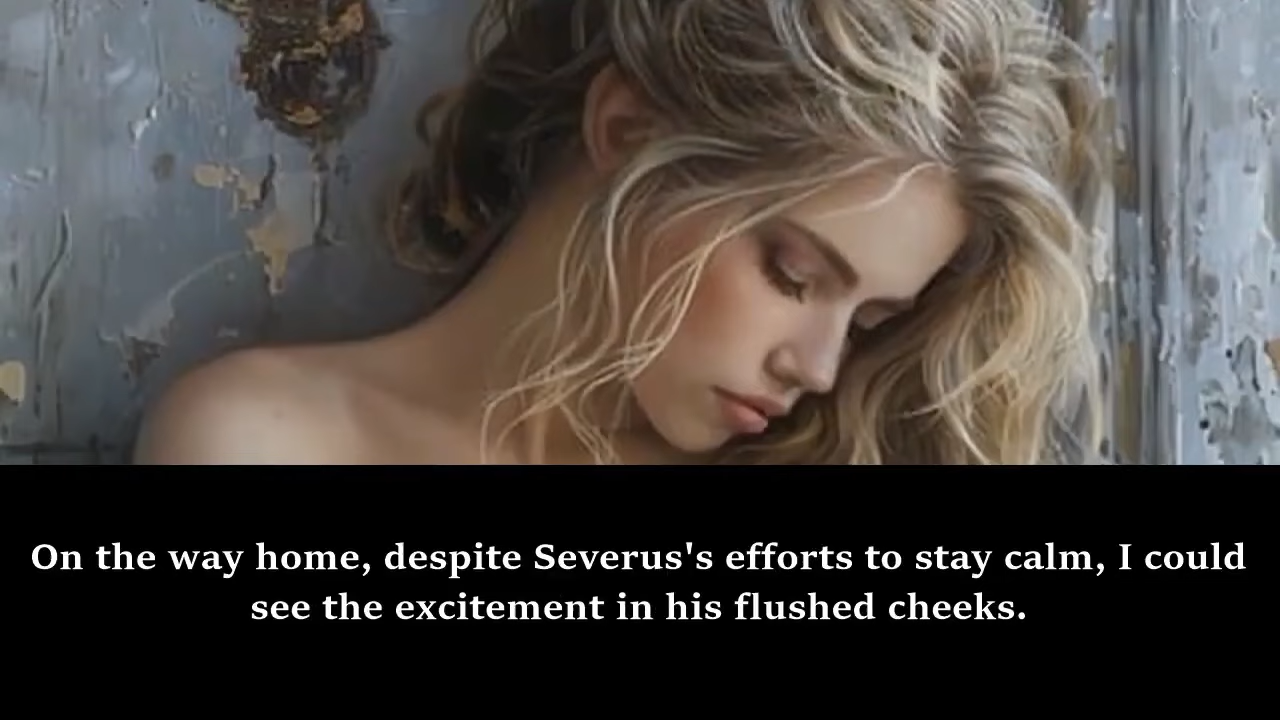 On the way home, despite Severus's efforts to stay calm, I could
see the excitement in his flushed cheeks.